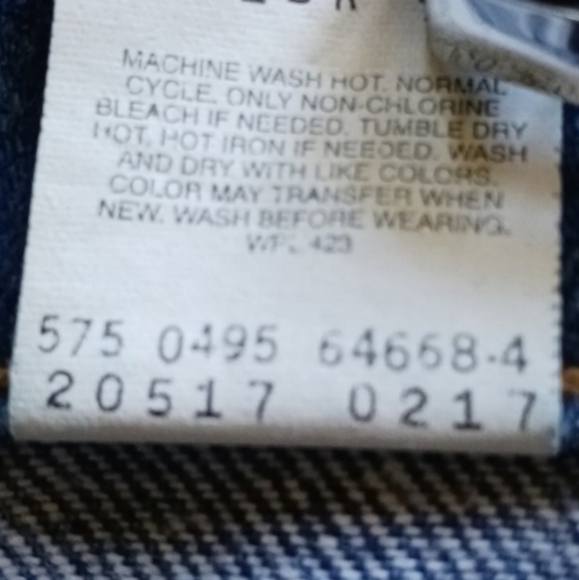 MACHINE WASH HOT. NORMAL
CYCLE. ONLY NON-CHLORINE
BLEACH IF NEEDED. TUMBLE DRY
HOT. HOT IRON IF NEEDED. WASH
AND DRY WITH LIKE COLORS.
COLOR MAY TRANSFER WHEN
NEW. WASH BEFORE WEARING.
WPL 423
575 0495 64668-4
20517 0217